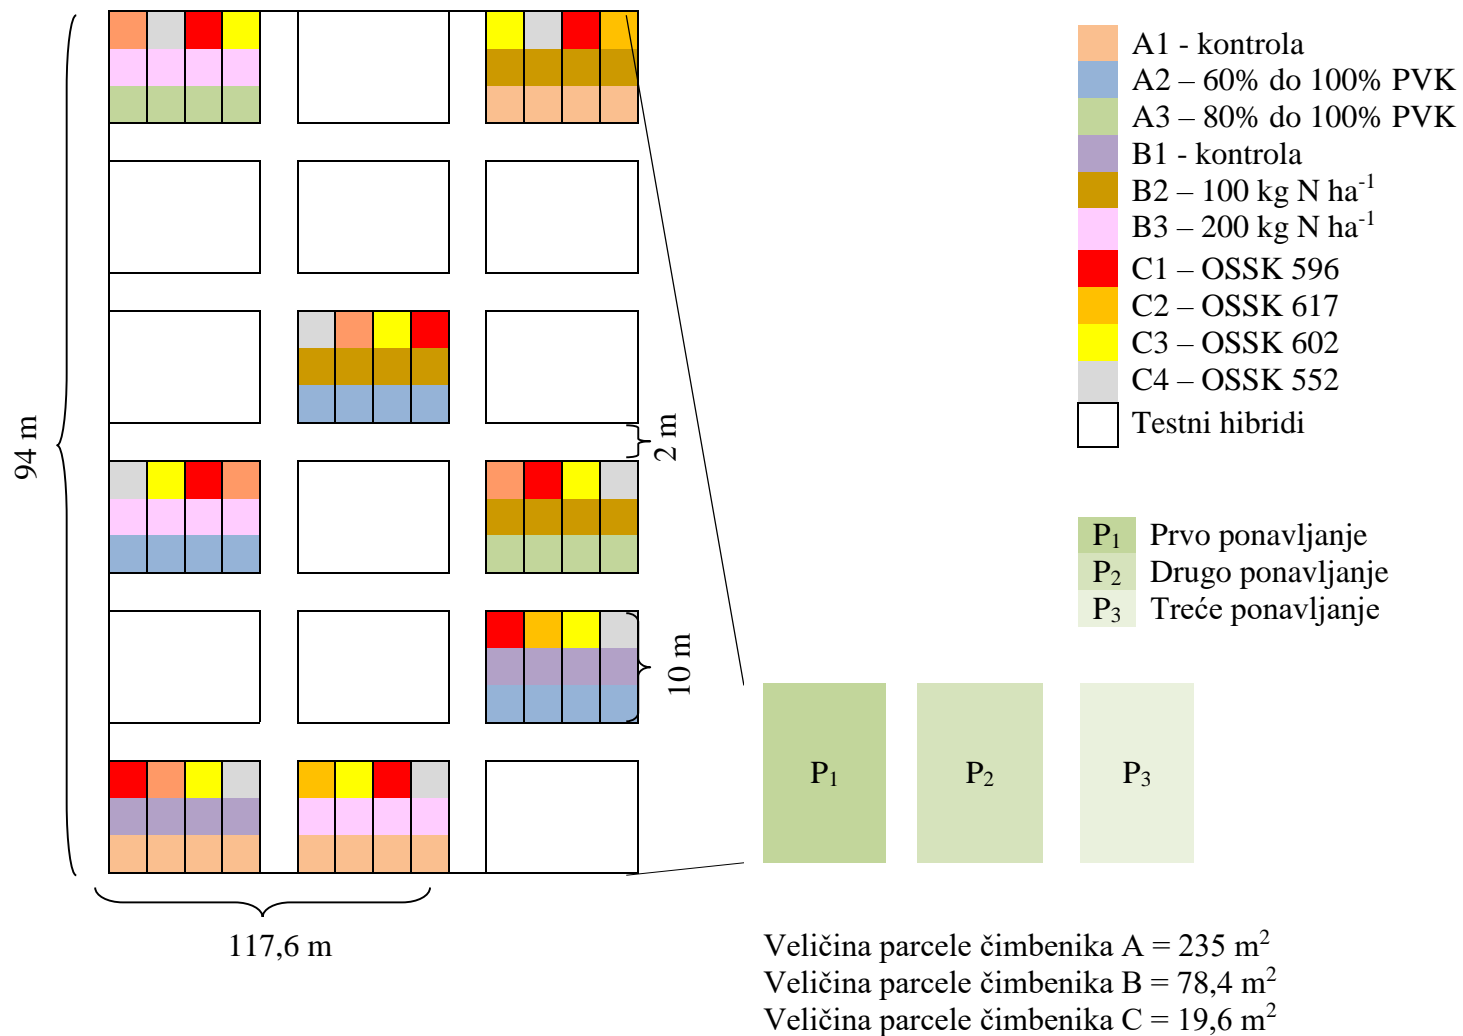 A1 - kontrola
A2 – 60% do 100% PVK
A3 – 80% do 100% PVK
B1 - kontrola
B2 – 100 kg N ha⁻¹
B3 – 200 kg N ha⁻¹
C1 – OSSK 596
C2 – OSSK 617
C3 – OSSK 602
C4 – OSSK 552
Testni hibridi
94 m
2 m
10 m
117,6 m
P₁ Prvo ponavljanje
P₂ Drugo ponavljanje
P₃ Treće ponavljanje
P₁
P₂
P₃
Veličina parcele čimbenika A = 235 m²
Veličina parcele čimbenika B = 78,4 m²
Veličina parcele čimbenika C = 19,6 m²